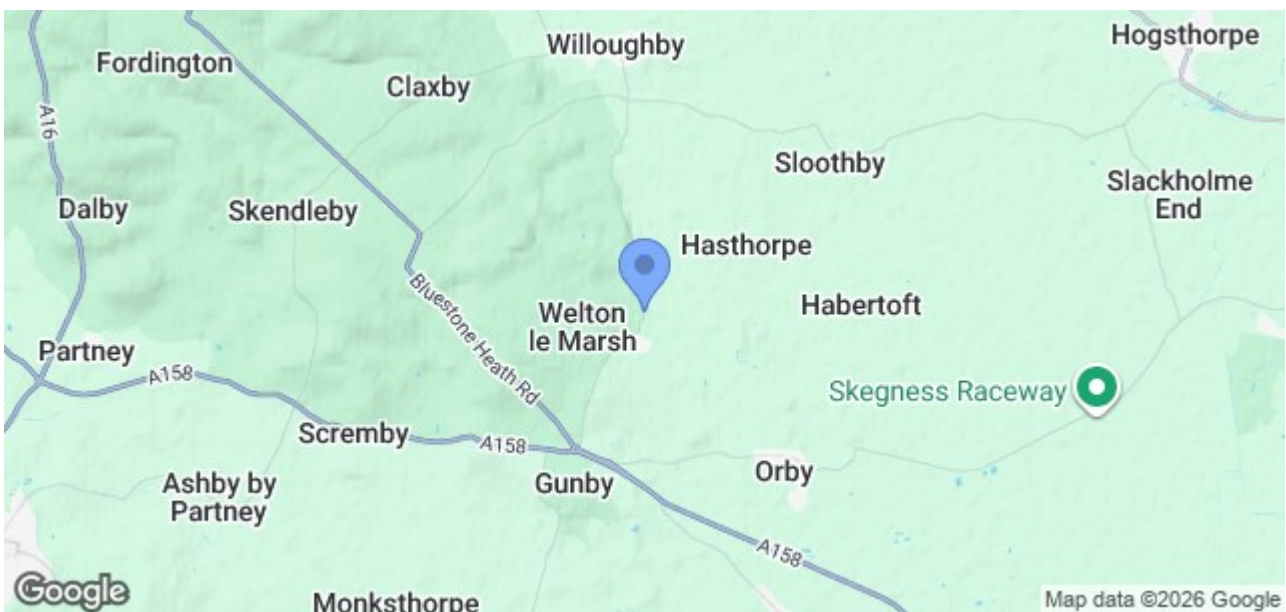 Willoughby
Hogsthorpe
Fordington
Claxby
A16
Sloothby
Slackholme
End
Dalby
Skendleby
Hasthorpe
Bluestone Heath Rd
Welton
le Marsh
Habertoft
Partney
A158
Skegness Raceway
Scremby
A158
Gunby
Orby
Ashby by
Partney
A158
Monksthorpe
Google
Map data ©2026 Google